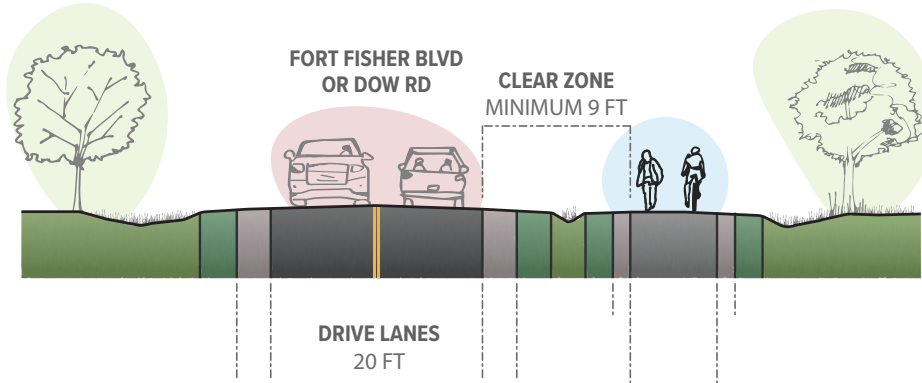 FORT FISHER BLVD
OR DOW RD
CLEAR ZONE
MINIMUM 9 FT
DRIVE LANES
20 FT